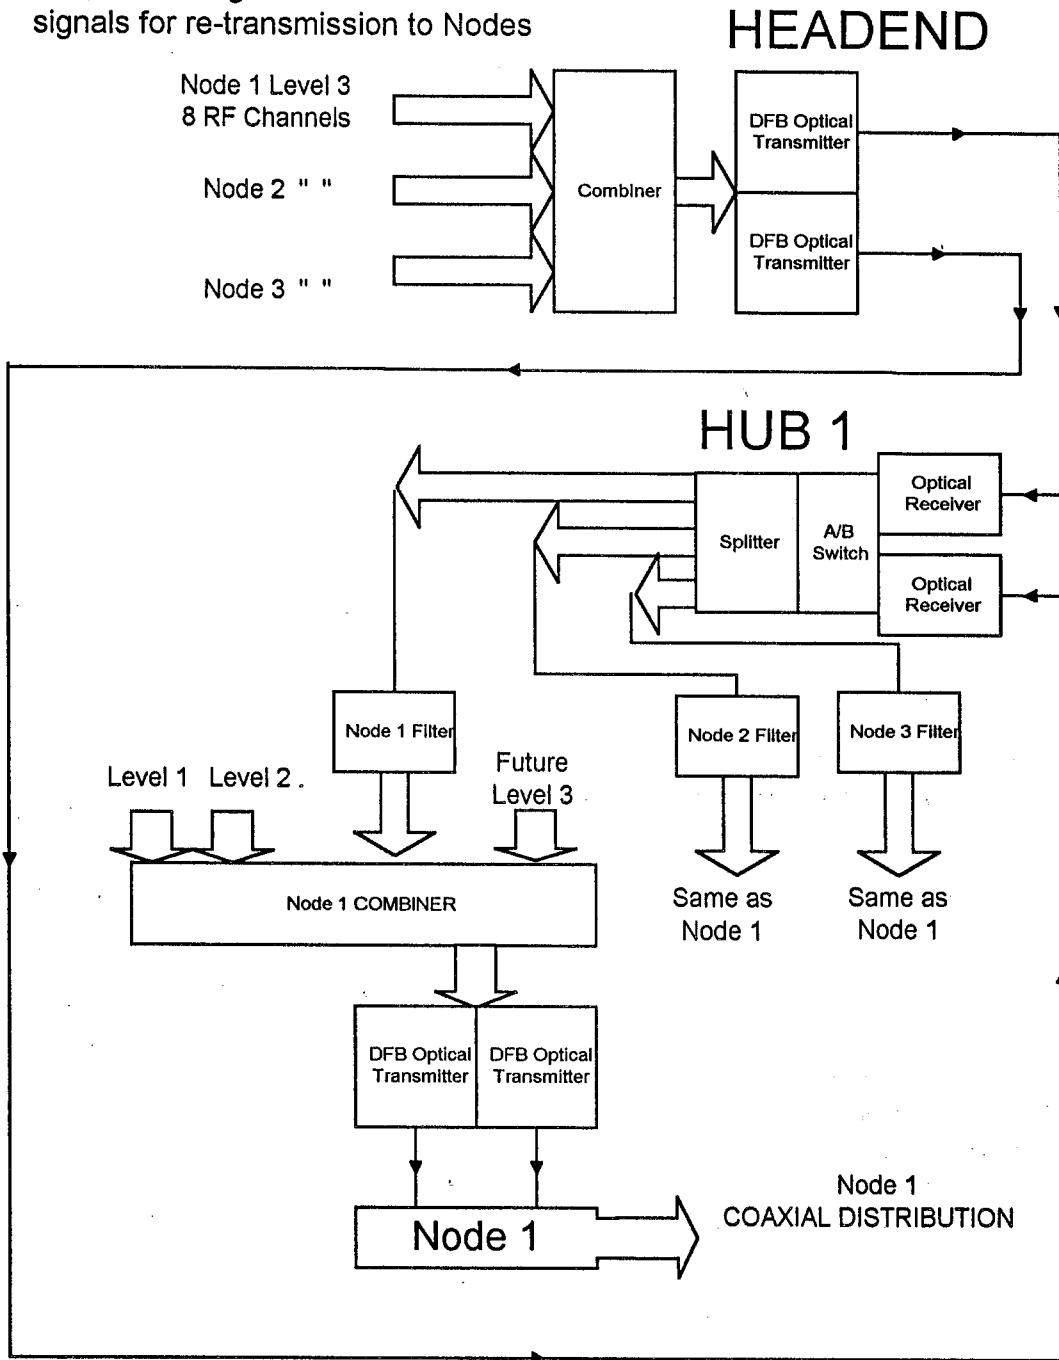 signals for re-transmission to Nodes
HEADEND
Node 1 Level 3
8 RF Channels
Node 2 " "
Node 3 " "
Combiner
DFB Optical
Transmitter
DFB Optical
Transmitter
HUB 1
Splitter
A/B
Switch
Optical
Receiver
Optical
Receiver
Node 1 Filter
Node 2 Filter
Node 3 Filter
Level 1
Level 2
Future
Level 3
Node 1 COMBINER
Same as
Node 1
Same as
Node 1
DFB Optical
Transmitter
DFB Optical
Transmitter
Node 1
Node 1
COAXIAL DISTRIBUTION